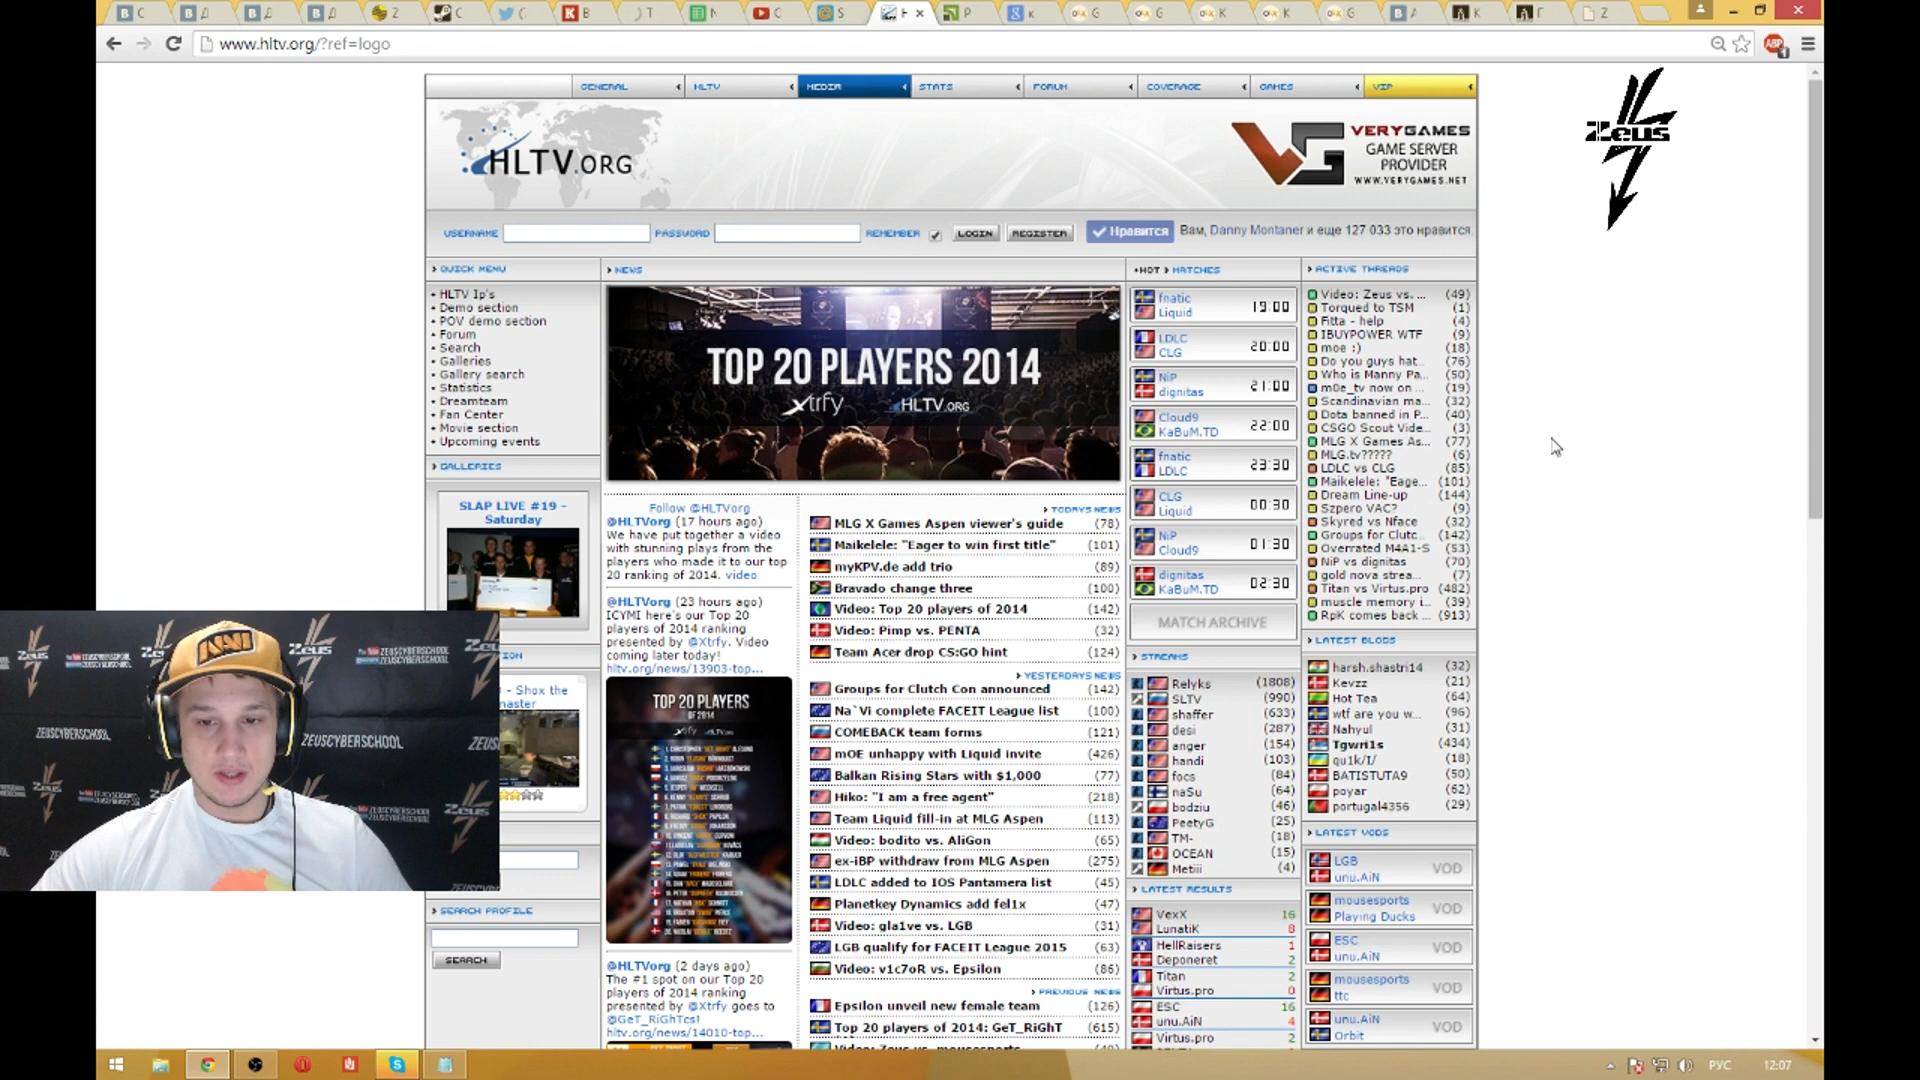 www.hltv.org/?ref=logo
GENERAL
HLTV
MEDIA
STATS
FORUM
COVERAGE
GAMES
VIP
HLTV.ORG
VERYGAMES
GAME SERVER
PROVIDER
WWW.VERYGAMES.NET
Zeus
USERNAME
PASSWORD
REMEMBER
LOGIN
REGISTER
Нравится
Вам, Danny Montaner и еще 127 033 это нравится.
QUICK MENU
HLTV Ip's
Demo section
POV demo section
Forum
Search
Galleries
Gallery search
Statistics
Dreamteam
Fan Center
Movie section
Upcoming events
GALLERIES
SLAP LIVE #19 -
Saturday
- Shox the
SEARCH PROFILE
SEARCH
NEWS
TOP 20 PLAYERS 2014
xtrfy HLTV.ORG
Follow @HLTVorg
@HLTVorg (17 hours ago)
We have put together a video
with stunning plays from the
players who made it to our top
20 ranking of 2014. video
@HLTVorg (23 hours ago)
ICYMI here's our Top 20
players of 2014 ranking
presented by @Xtrfy. Video
coming later today!
hltv.org/news/13903-top...
TOP 20 PLAYERS
OF 2014
@HLTVorg (2 days ago)
The #1 spot on our Top 20
players of 2014 ranking
presented by @Xtrfy goes to
@GeT_RiGhTcs!
hltv.org/news/14010-top...
TODAYS NEWS
MLG X Games Aspen viewer's guide (78)
Maikelele: "Eager to win first title" (101)
myKPV.de add trio (89)
Bravado change three (100)
Video: Top 20 players of 2014 (142)
Video: Pimp vs. PENTA (32)
Team Acer drop CS:GO hint (124)
YESTERDAYS NEWS
Groups for Clutch Con announced (142)
Na`Vi complete FACEIT League list (100)
COMEBACK team forms (121)
mOE unhappy with Liquid invite (426)
Balkan Rising Stars with $1,000 (77)
Hiko: "I am a free agent" (218)
Team Liquid fill-in at MLG Aspen (113)
Video: bodito vs. AliGon (65)
ex-iBP withdraw from MLG Aspen (275)
LDLC added to IOS Pantamera list (45)
Planetkey Dynamics add fel1x (47)
Video: gla1ve vs. LGB (31)
LGB qualify for FACEIT League 2015 (63)
Video: v1c7oR vs. Epsilon (86)
PREVIOUS NEWS
Epsilon unveil new female team (126)
Top 20 players of 2014: GeT_RiGhT (615)
Video: Zeus vs. mousesports
HOT MATCHES
fnatic
Liquid 19:00
LDLC
CLG 20:00
NiP
dignitas 21:00
Cloud9
KaBuM.TD 22:00
fnatic
LDLC 23:30
CLG
Liquid 00:30
NiP
Cloud9 01:30
dignitas
KaBuM.TD 02:30
MATCH ARCHIVE
STREAMS
Relyks (1808)
SLTV (990)
shaffer (633)
desi (287)
anger (154)
handi (103)
focs (84)
naSu (64)
bodziu (46)
PeetyG (25)
TM- (18)
OCEAN (15)
Metiii (4)
LATEST RESULTS
VexX 16
LunatiK 8
HellRaisers 1
Deponeret 2
Titan 2
Virtus.pro 0
ESC 16
unu.AiN 4
Virtus.pro 2
ACTIVE THREADS
Video: Zeus vs. ... (49)
Torqued to TSM (1)
Fitta - help (4)
IBUYPOWER WTF (9)
moe :) (18)
Do you guys hat... (76)
Who is Manny Pa... (50)
m0e_tv now on ... (19)
Scandinavian ma... (32)
Dota banned in P... (40)
CSGO Scout Vide... (3)
MLG X Games As... (77)
MLG.tv????? (6)
LDLC vs CLG (85)
Maikelele: "Eage... (101)
Dream Line-up (144)
Szpero VAC? (9)
Skyred vs Nface (32)
Groups for Clutc... (142)
Overrated M4A1-S (53)
NiP vs dignitas (70)
gold nova strea... (7)
Titan vs Virtus.pro (482)
muscle memory i... (39)
RpK comes back ... (913)
LATEST BLOGS
harsh.shastri14 (32)
Kevzz (21)
Hot Tea (64)
wtf are you w... (96)
Nahyul (31)
Tgwri1s (434)
qu1k/I/ (18)
BATISTUTA9 (50)
poyar (62)
portugal4356 (29)
LATEST VODS
LGB
unu.AiN VOD
mousesports
Playing Ducks VOD
ESC
unu.AiN VOD
mousesports
ttc VOD
unu.AiN
Orbit VOD
NAVI
Zeus
ZEUSCYBERSCHOOL
ZEUSCYBERSCHOOL
РУС
12:07